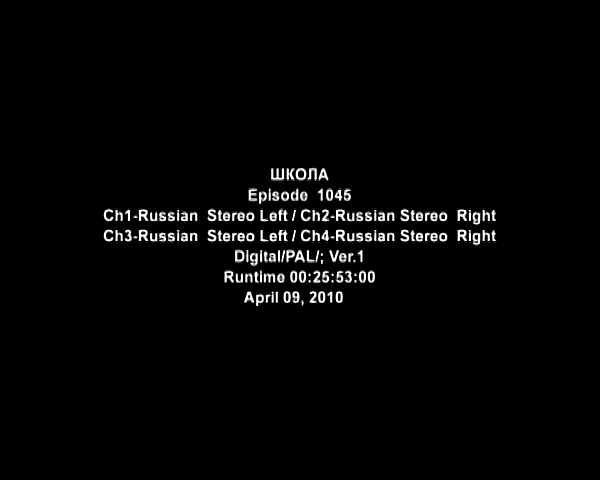 ШКОЛА
Episode 1045
Ch1-Russian Stereo Left / Ch2-Russian Stereo Right
Ch3-Russian Stereo Left / Ch4-Russian Stereo Right
Digital/PAL/; Ver.1
Runtime 00:25:53:00
April 09, 2010